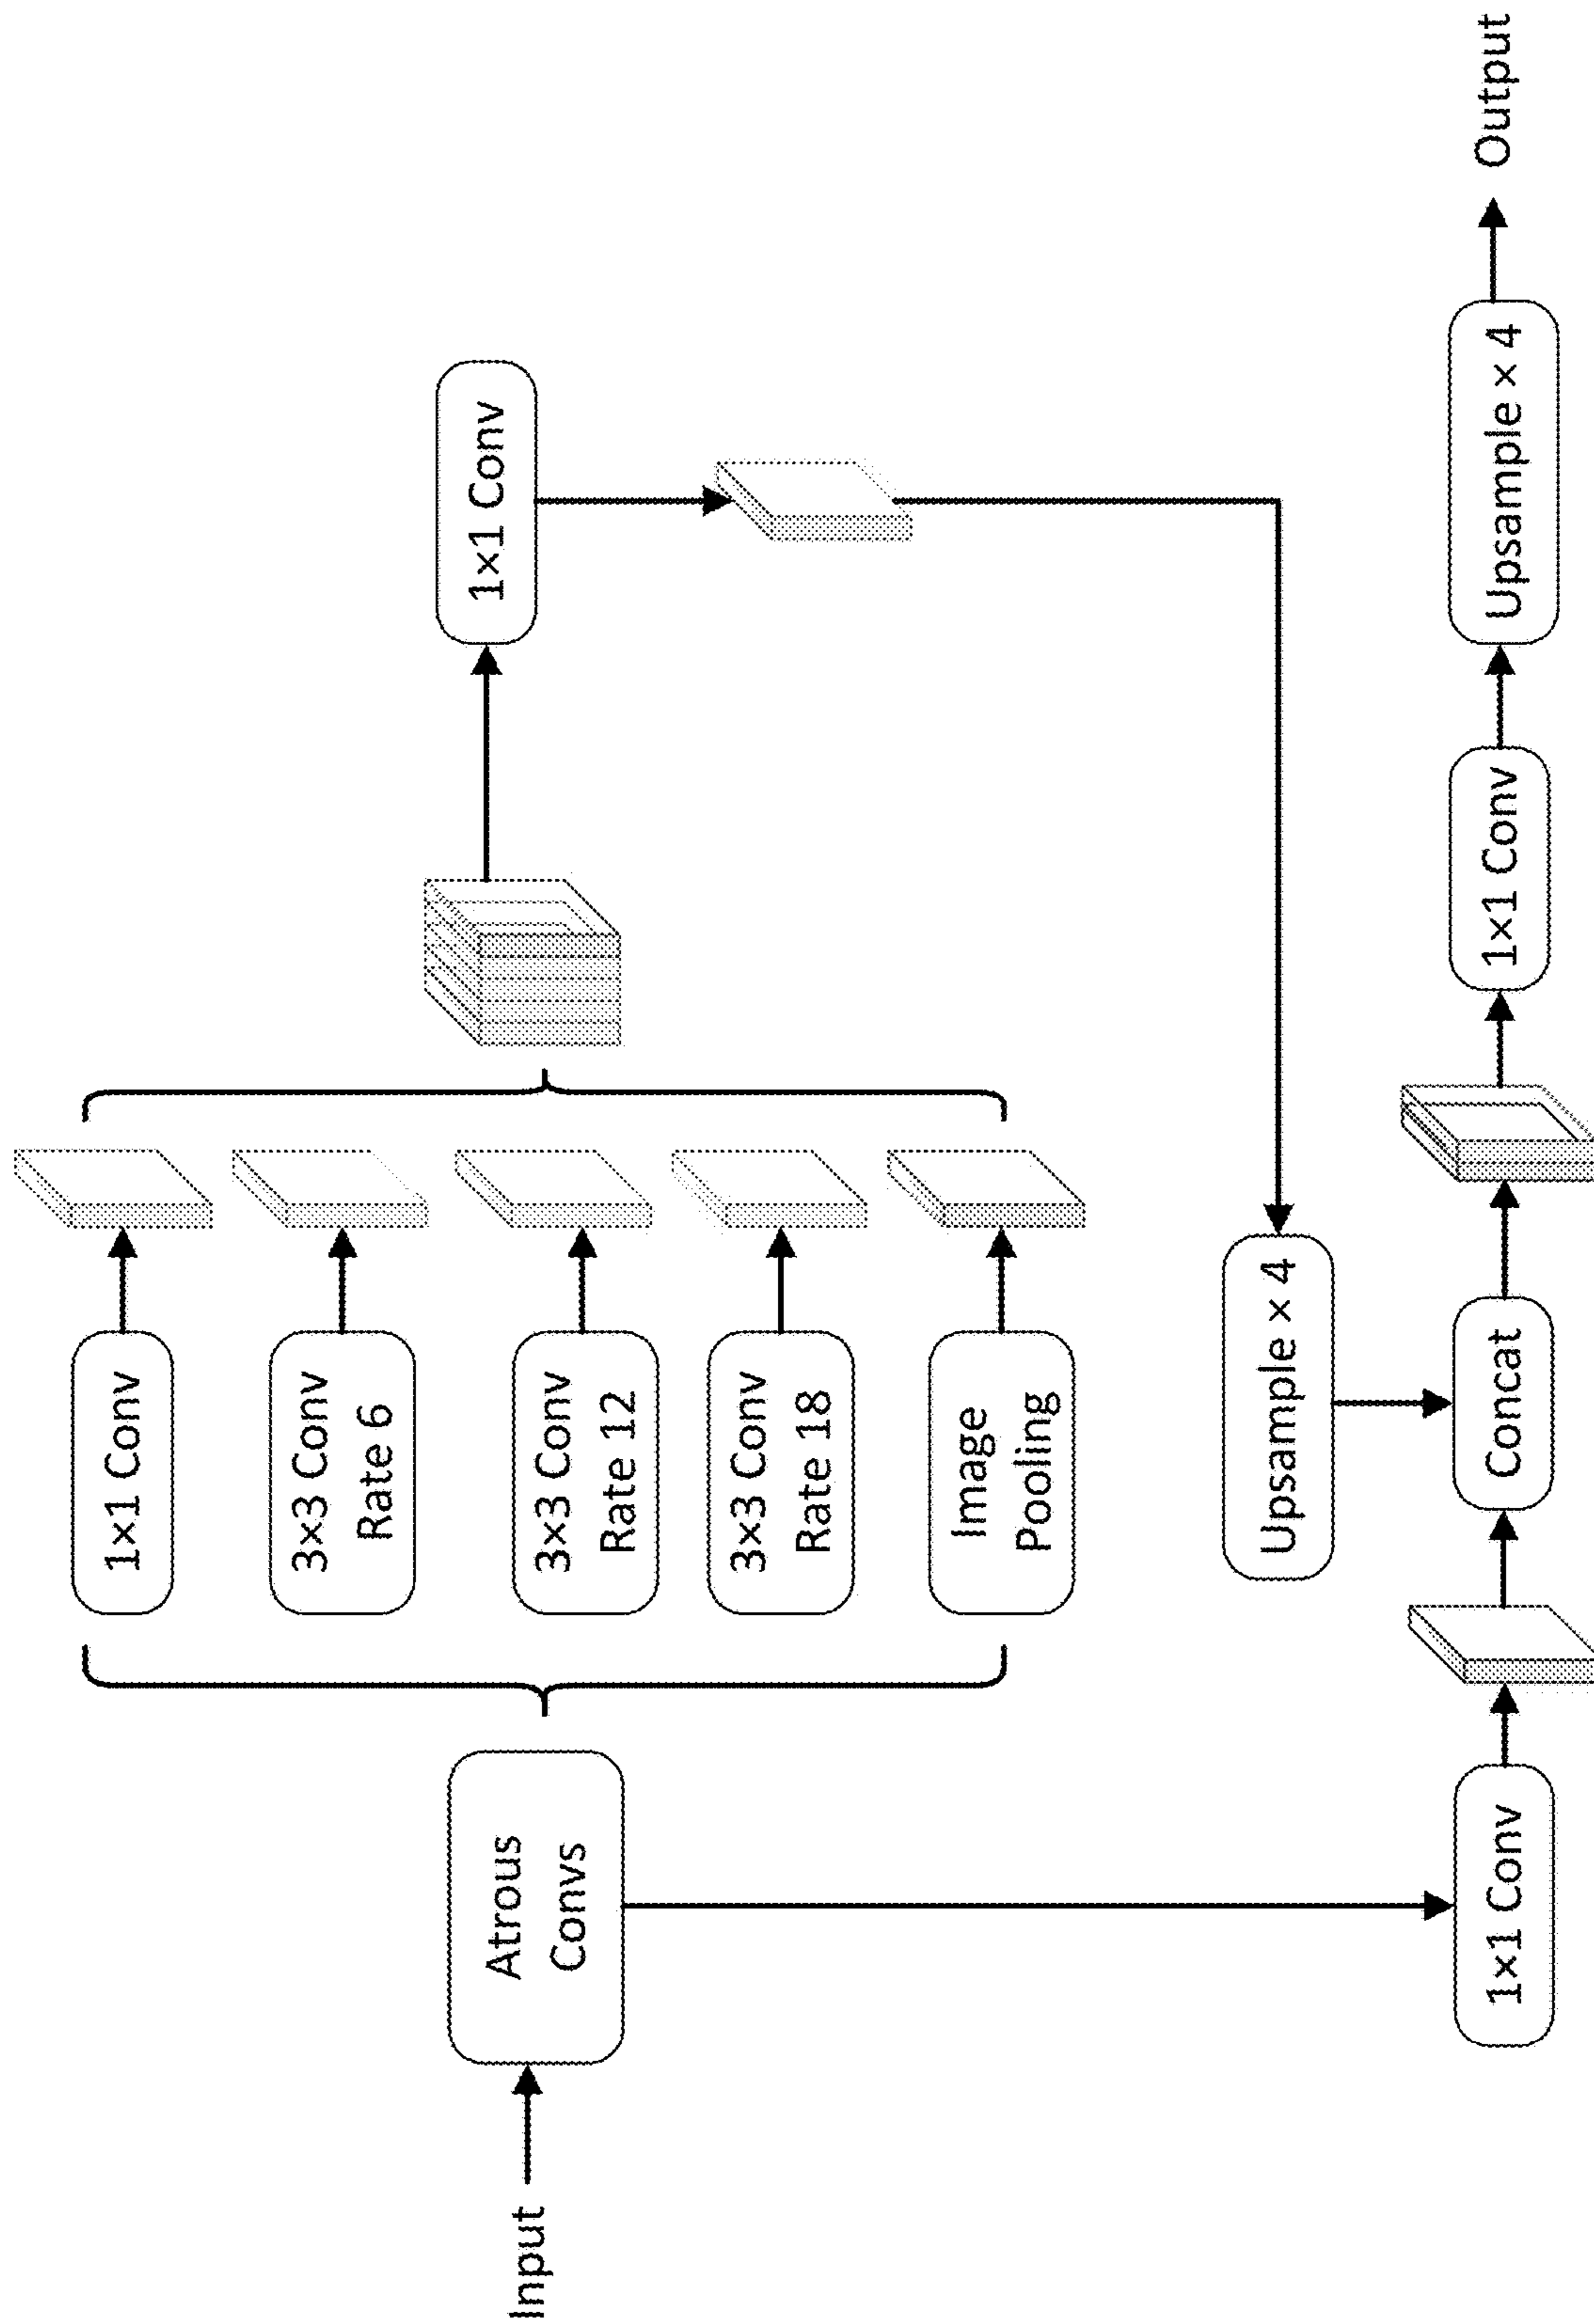 Input
Atrous
Convs
1×1 Conv
3×3 Conv
Rate 6
3×3 Conv
Rate 12
3×3 Conv
Rate 18
Image
Pooling
1×1 Conv
Upsample × 4
1×1 Conv
Concat
1×1 Conv
Upsample × 4
Output